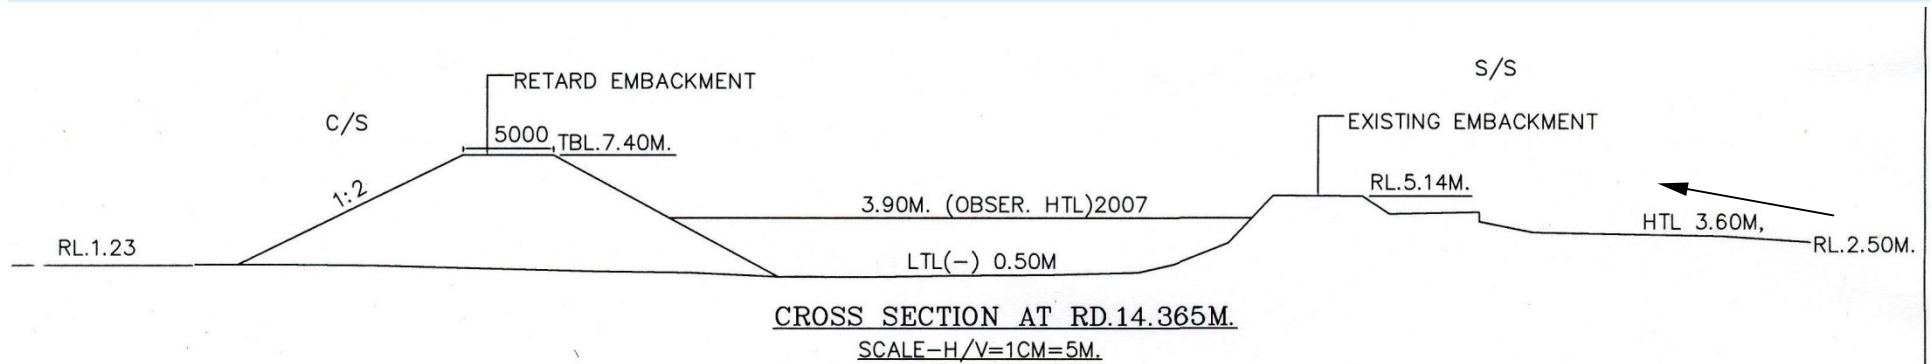 S/S
RETARD EMBACKMENT
C/S
EXISTING EMBACKMENT
5000
TBL.7.40M.
1:2
RL.5.14M.
3.90M. (OBSER. HTL)2007
HTL 3.60M,
RL.1.23
RL.2.50M.
LTL(-) 0.50M
CROSS SECTION AT RD.14.365M.
SCALE-H/V=1CM=5M.